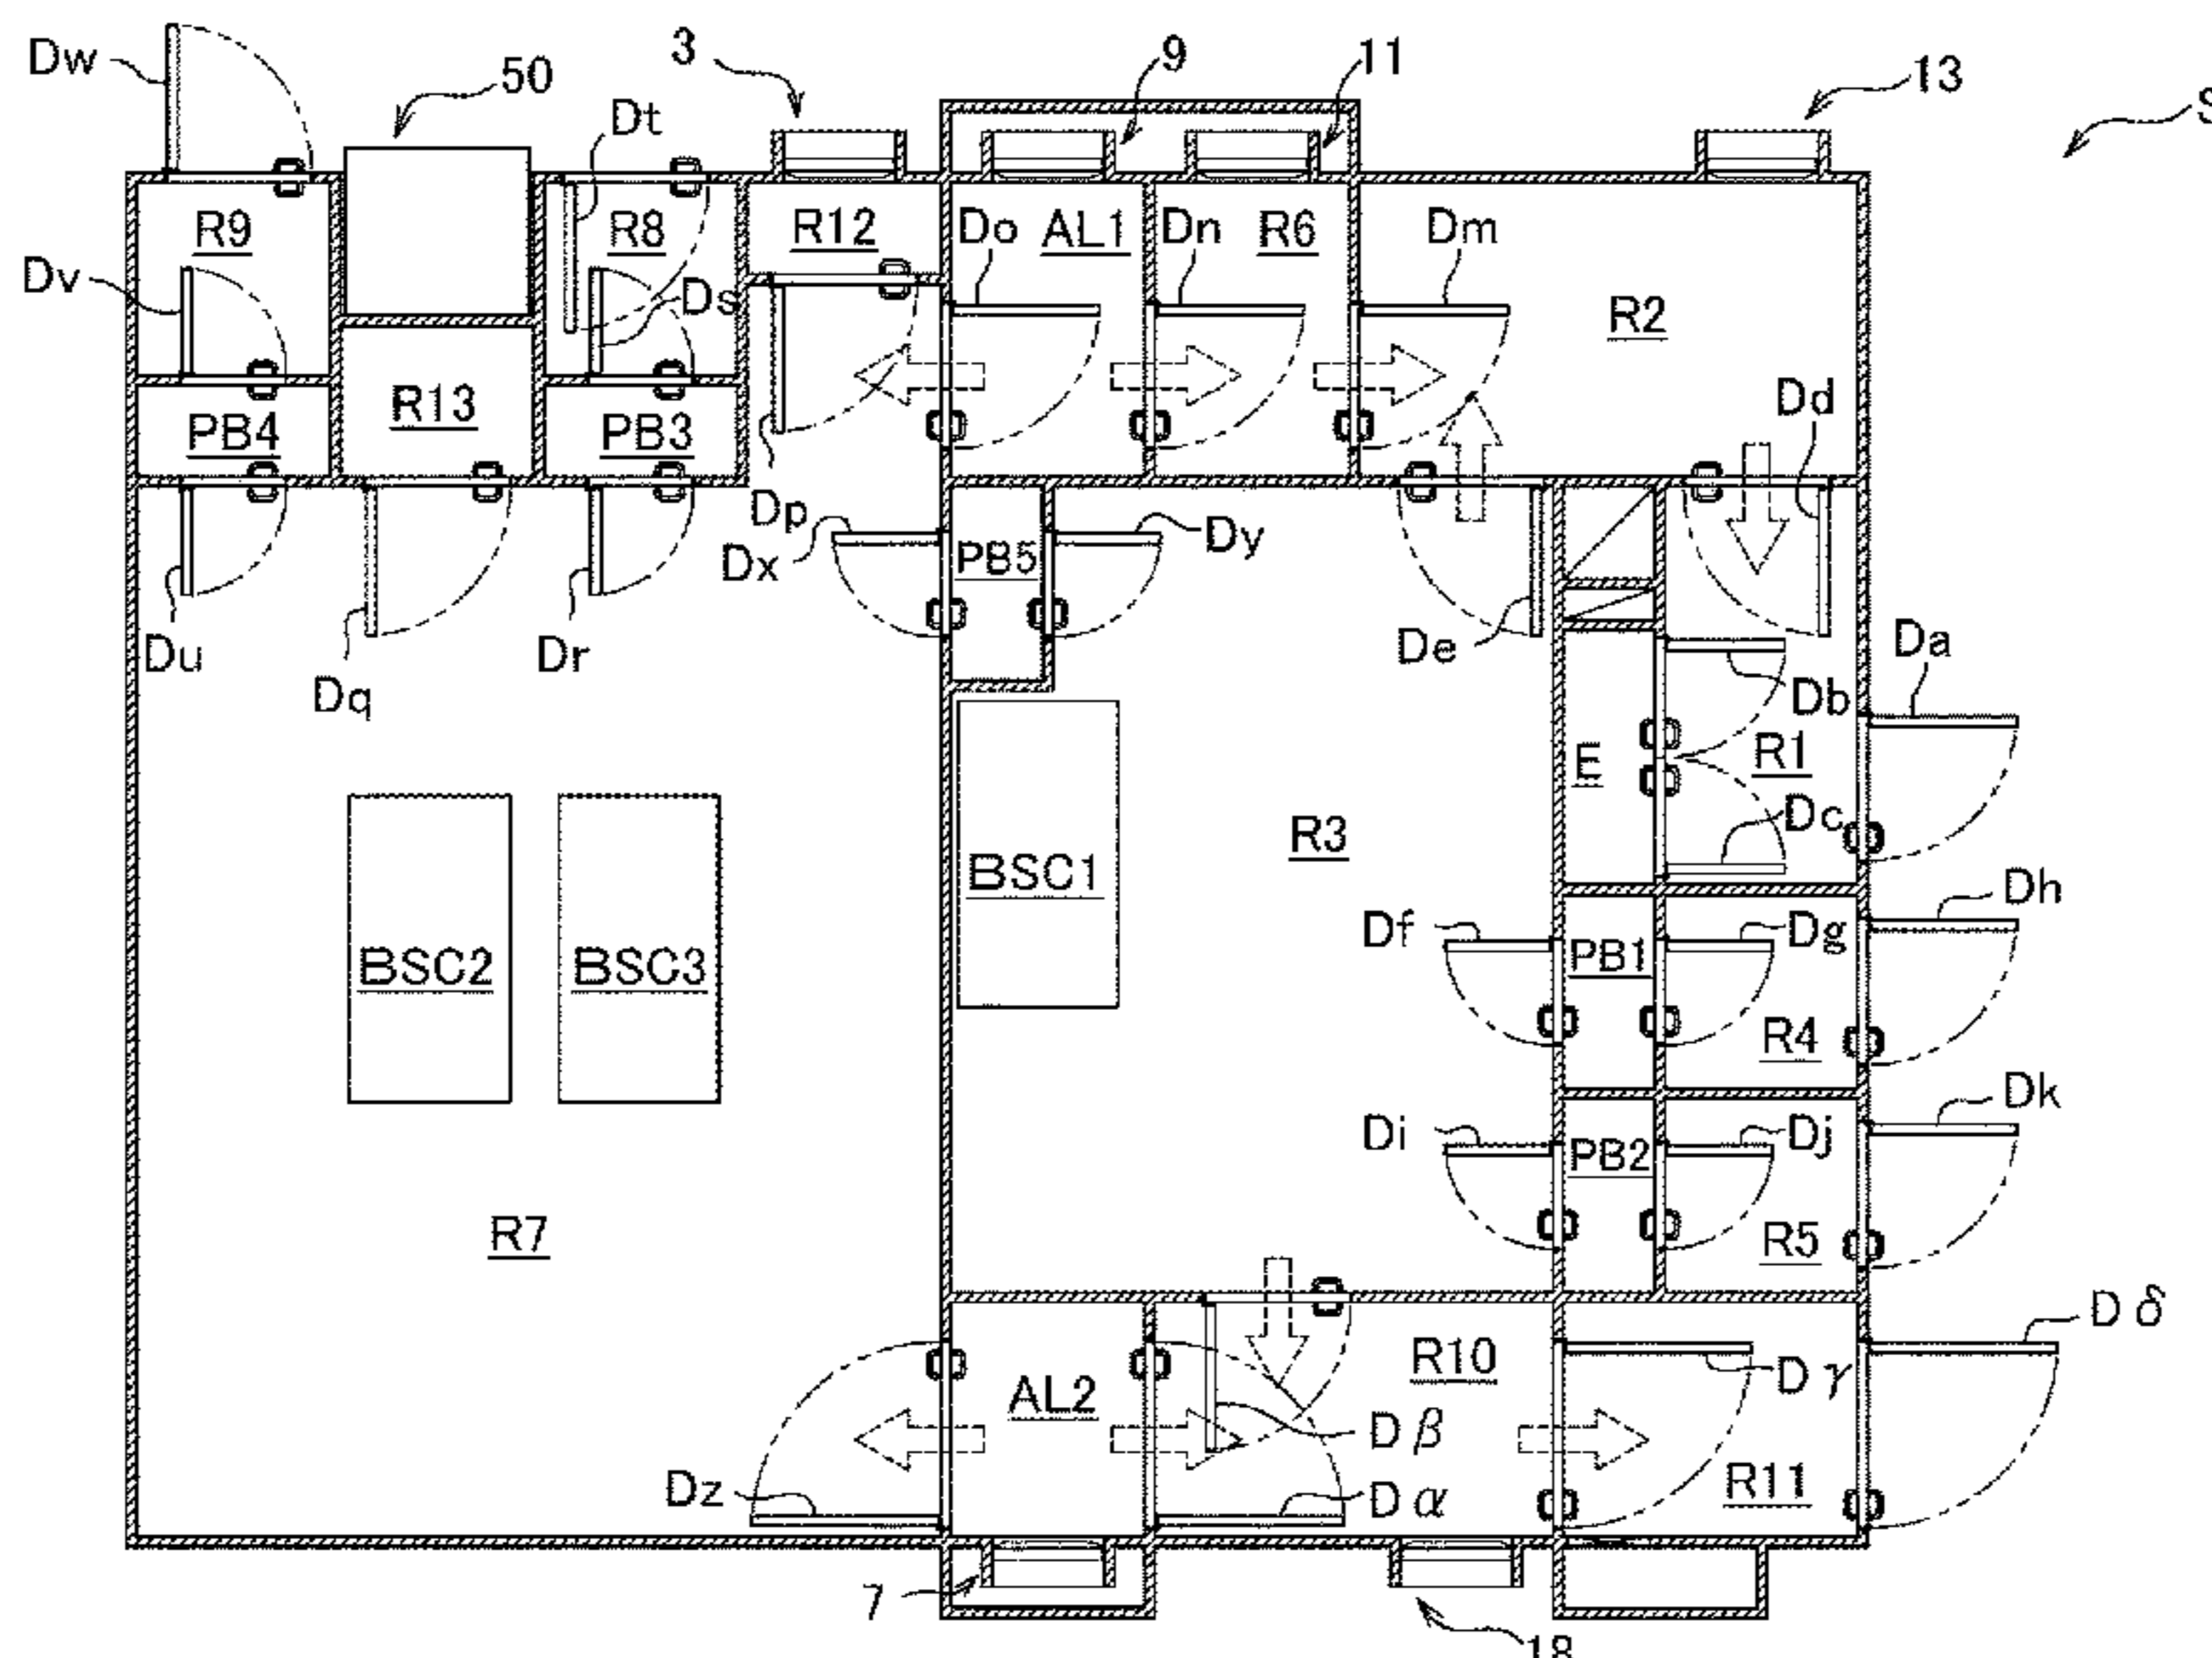 Dw
50
Dt
3
9
11
13
S
R9
R8
R12
Do
AL1
Dn
R6
Dm
Dv
Ds
R2
R13
PB4
PB3
Dd
Dp
Dx
PB5
Dy
Du
Dq
Dr
De
Da
Db
E
R1
Dc
R3
BSC1
Dh
Df
PB1
Dg
BSC2
BSC3
R4
Dk
Di
PB2
Dj
R7
R5
Dδ
R10
Dγ
AL2
Dβ
R11
Dz
Dα
7
18